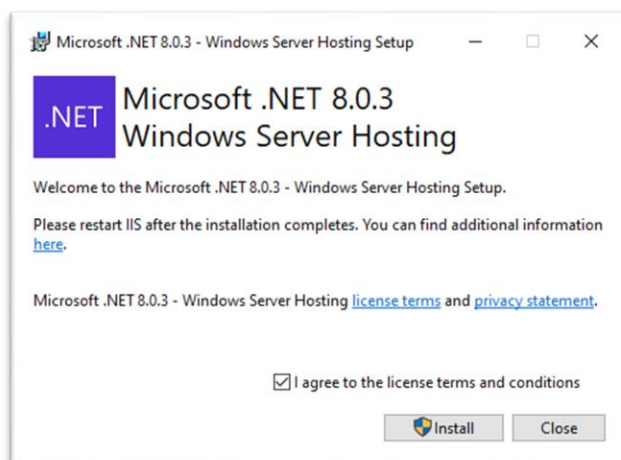 Microsoft .NET 8.0.3 - Windows Server Hosting Setup
.NET
Microsoft .NET 8.0.3
Windows Server Hosting
Welcome to the Microsoft .NET 8.0.3 - Windows Server Hosting Setup.
Please restart IIS after the installation completes. You can find additional information
here.
Microsoft .NET 8.0.3 - Windows Server Hosting license terms and privacy statement.
I agree to the license terms and conditions
Install
Close